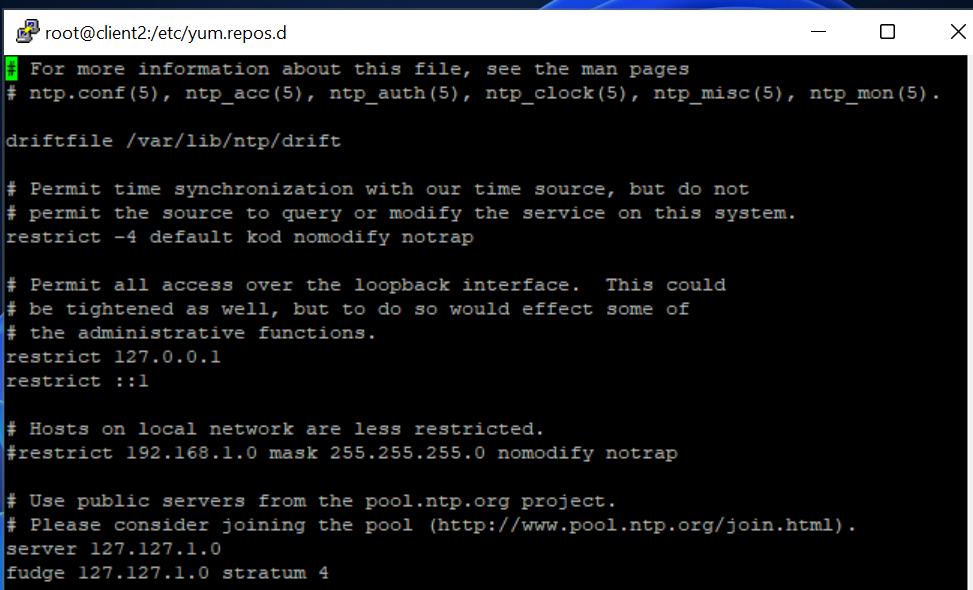 root@client2:/etc/yum.repos.d
# For more information about this file, see the man pages
# ntp.conf(5), ntp_acc(5), ntp_auth(5), ntp_clock(5), ntp_misc(5), ntp_mon(5).
driftfile /var/lib/ntp/drift
# Permit time synchronization with our time source, but do not
# permit the source to query or modify the service on this system.
restrict -4 default kod nomodify notrap
# Permit all access over the loopback interface.  This could
# be tightened as well, but to do so would effect some of
# the administrative functions.
restrict 127.0.0.1
restrict ::1
# Hosts on local network are less restricted.
#restrict 192.168.1.0 mask 255.255.255.0 nomodify notrap
# Use public servers from the pool.ntp.org project.
# Please consider joining the pool (http://www.pool.ntp.org/join.html).
server 127.127.1.0
fudge 127.127.1.0 stratum 4